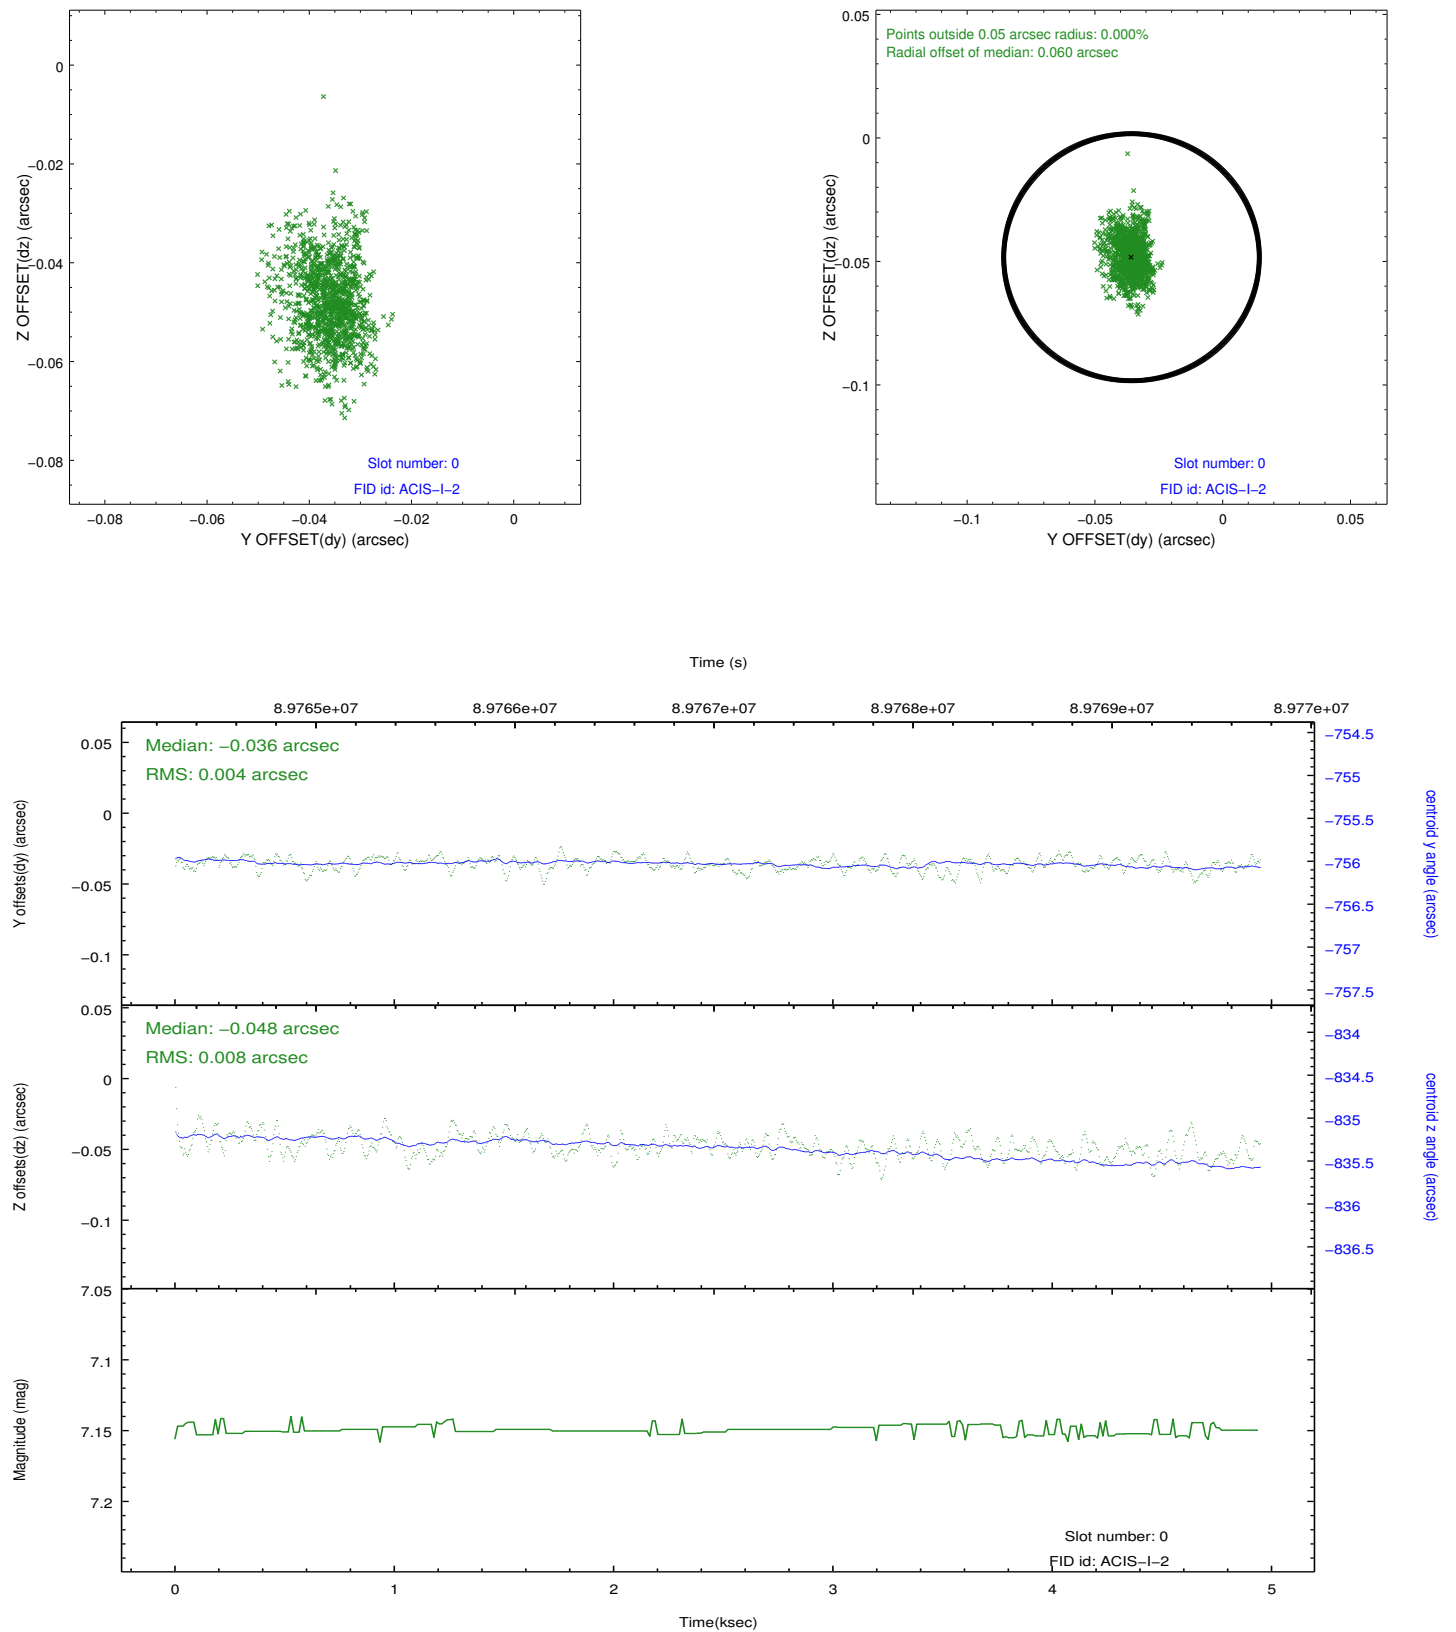 0
−0.02
−0.04
−0.06
−0.08
Z OFFSET(dz) (arcsec)
Slot number: 0
FID id: ACIS−I−2
−0.08
−0.06
−0.04
−0.02
0
Y OFFSET(dy) (arcsec)
0.05
0
−0.05
−0.1
Z OFFSET(dz) (arcsec)
Points outside 0.05 arcsec radius: 0.000%
Radial offset of median: 0.060 arcsec
Slot number: 0
FID id: ACIS−I−2
−0.1
−0.05
0
0.05
Y OFFSET(dy) (arcsec)
Time (s)
8.9765e+07
8.9766e+07
8.9767e+07
8.9768e+07
8.9769e+07
8.977e+07
Median: −0.036 arcsec
RMS: 0.004 arcsec
0.05
0
−0.05
−0.1
Y offsets(dy) (arcsec)
−754.5
−755
−755.5
−756
−756.5
−757
−757.5
centroid y angle (arcsec)
Median: −0.048 arcsec
RMS: 0.008 arcsec
0.05
0
−0.05
−0.1
Z offsets(dz) (arcsec)
−834
−834.5
−835
−835.5
−836
−836.5
centroid z angle (arcsec)
7.05
7.1
7.15
7.2
Magnitude (mag)
Slot number: 0
FID id: ACIS−I−2
0
1
2
3
4
5
Time(ksec)